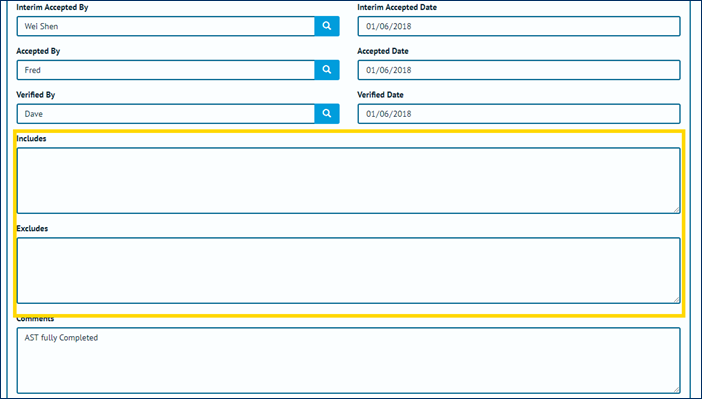 Interim Accepted By
Interim Accepted Date
Wei Shen
01/06/2018
Accepted By
Accepted Date
Fred
01/06/2018
Verified By
Verified Date
Dave
01/06/2018
Includes
Excludes
Comments
AST fully Completed